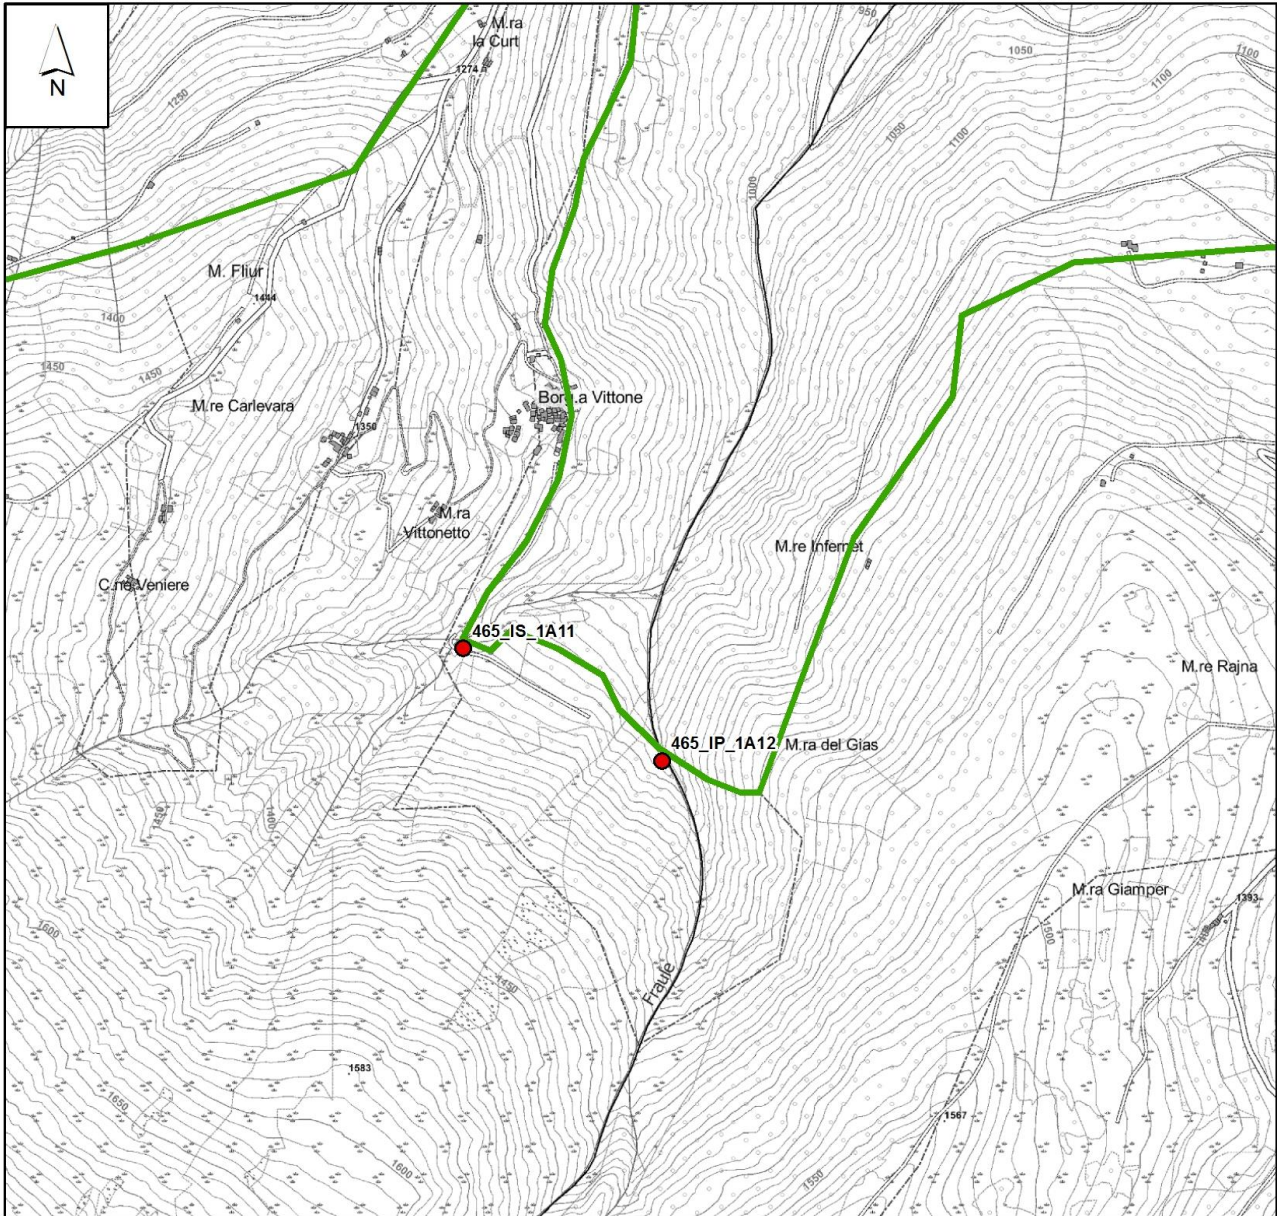 N
M.ra
la Curt
1274
950
1050
1100
1100
1250
1050
1100
1000
M. Fliur
1444
1400
1450
1450
M.re Carlevara
1350
Borg.a Vittone
M.ra
Vittonetto
M.re Infernet
C.ne Veniere
465_IS_1A11
M.re Rajna
465_IP_1A12
M.ra del Gias
1450
1400
M.ra Giamper
1393
1600
1500
Fraule
1450
1583
1650
1567
1600
1550